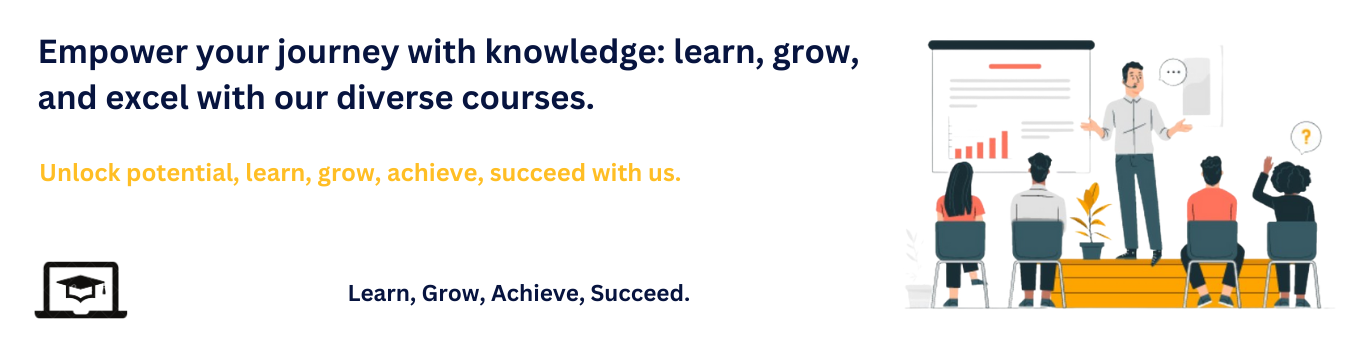 Empower your journey with knowledge: learn, grow,
and excel with our diverse courses.
Unlock potential, learn, grow, achieve, succeed with us.
Learn, Grow, Achieve, Succeed.
?